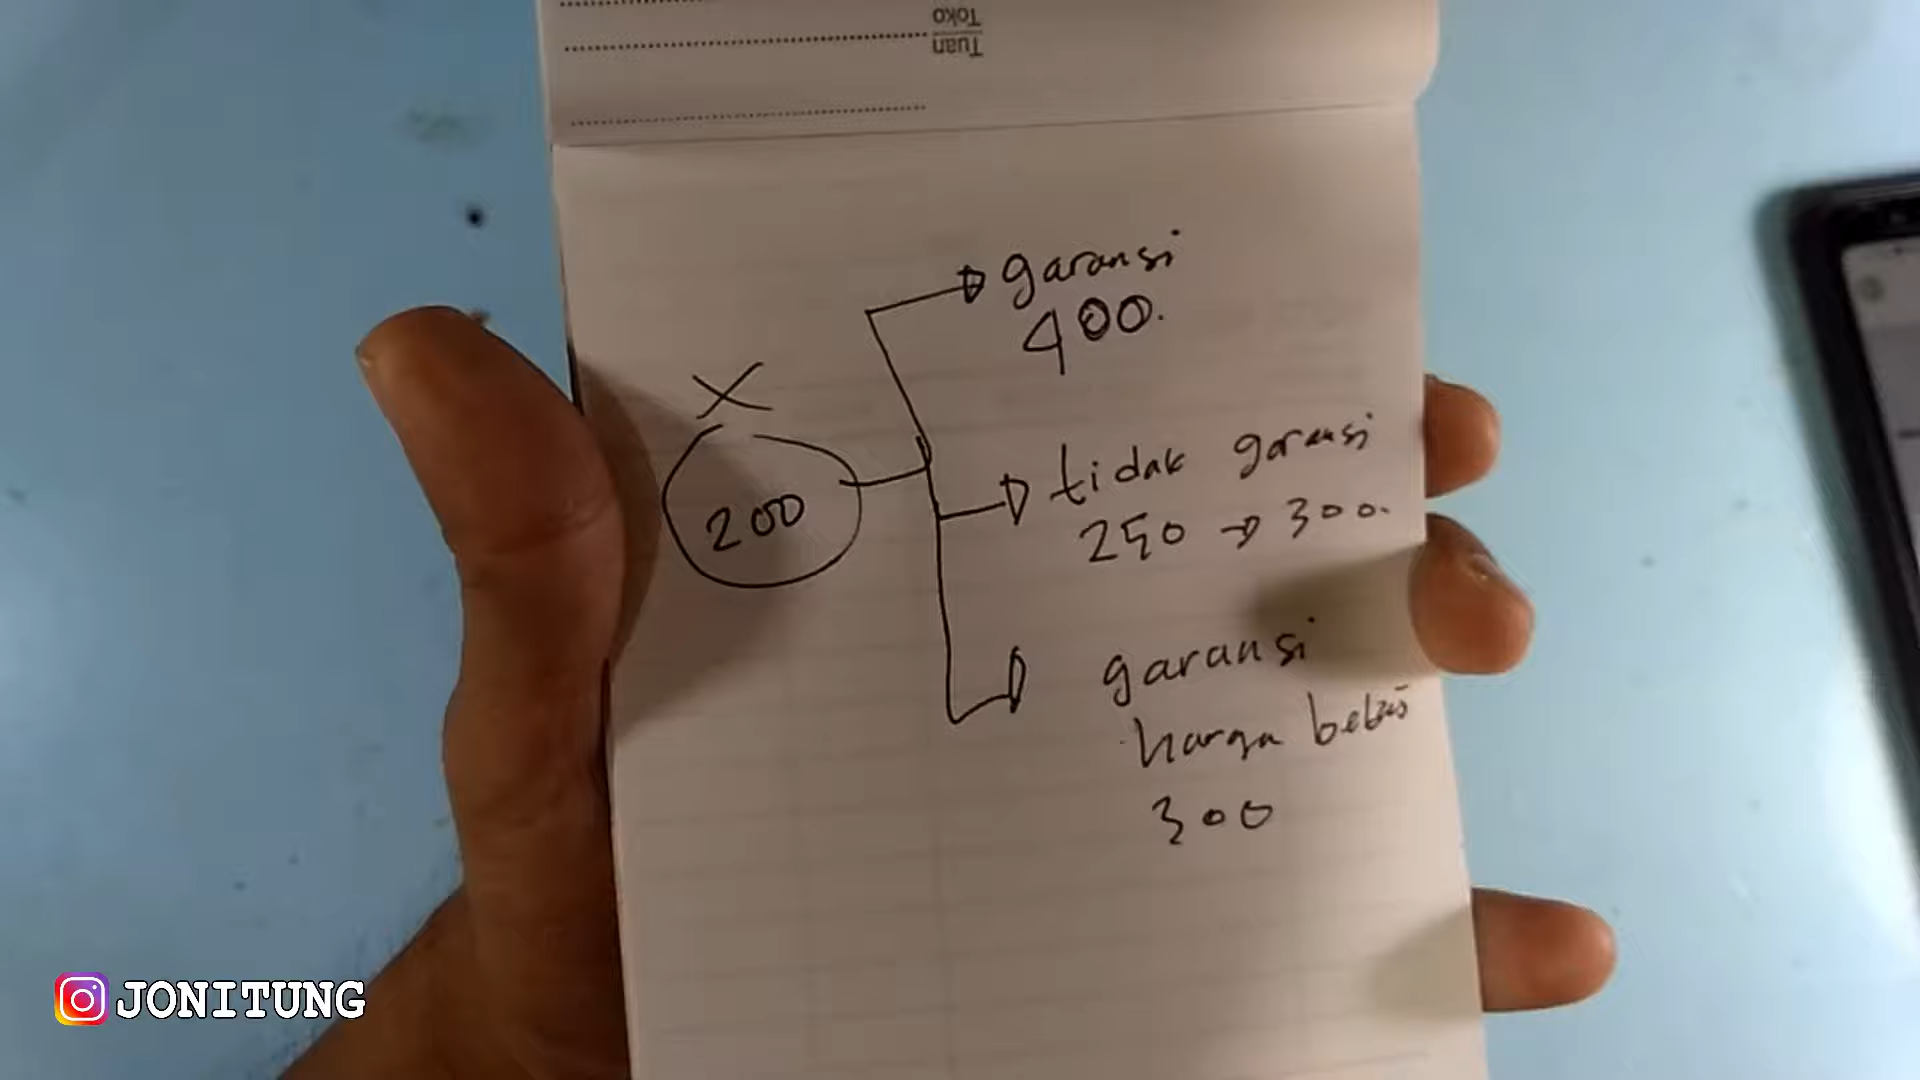 Tuan
Toko
X
200
garansi
400.
tidak garansi
250 → 300.
garansi
harga bebas
300
JONITUNG